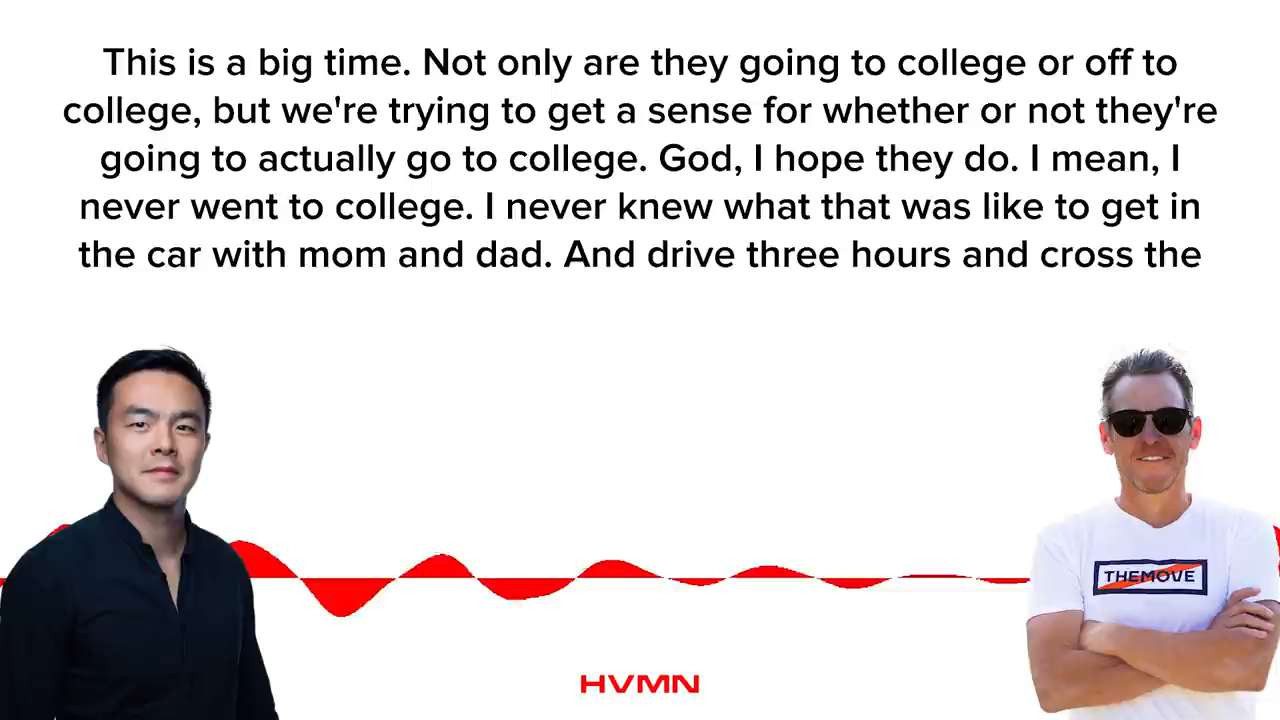 This is a big time. Not only are they going to college or off to
college, but we're trying to get a sense for whether or not they're
going to actually go to college. God, I hope they do. I mean, I
never went to college. I never knew what that was like to get in
the car with mom and dad. And drive three hours and cross the
THEMOVE
HVMN